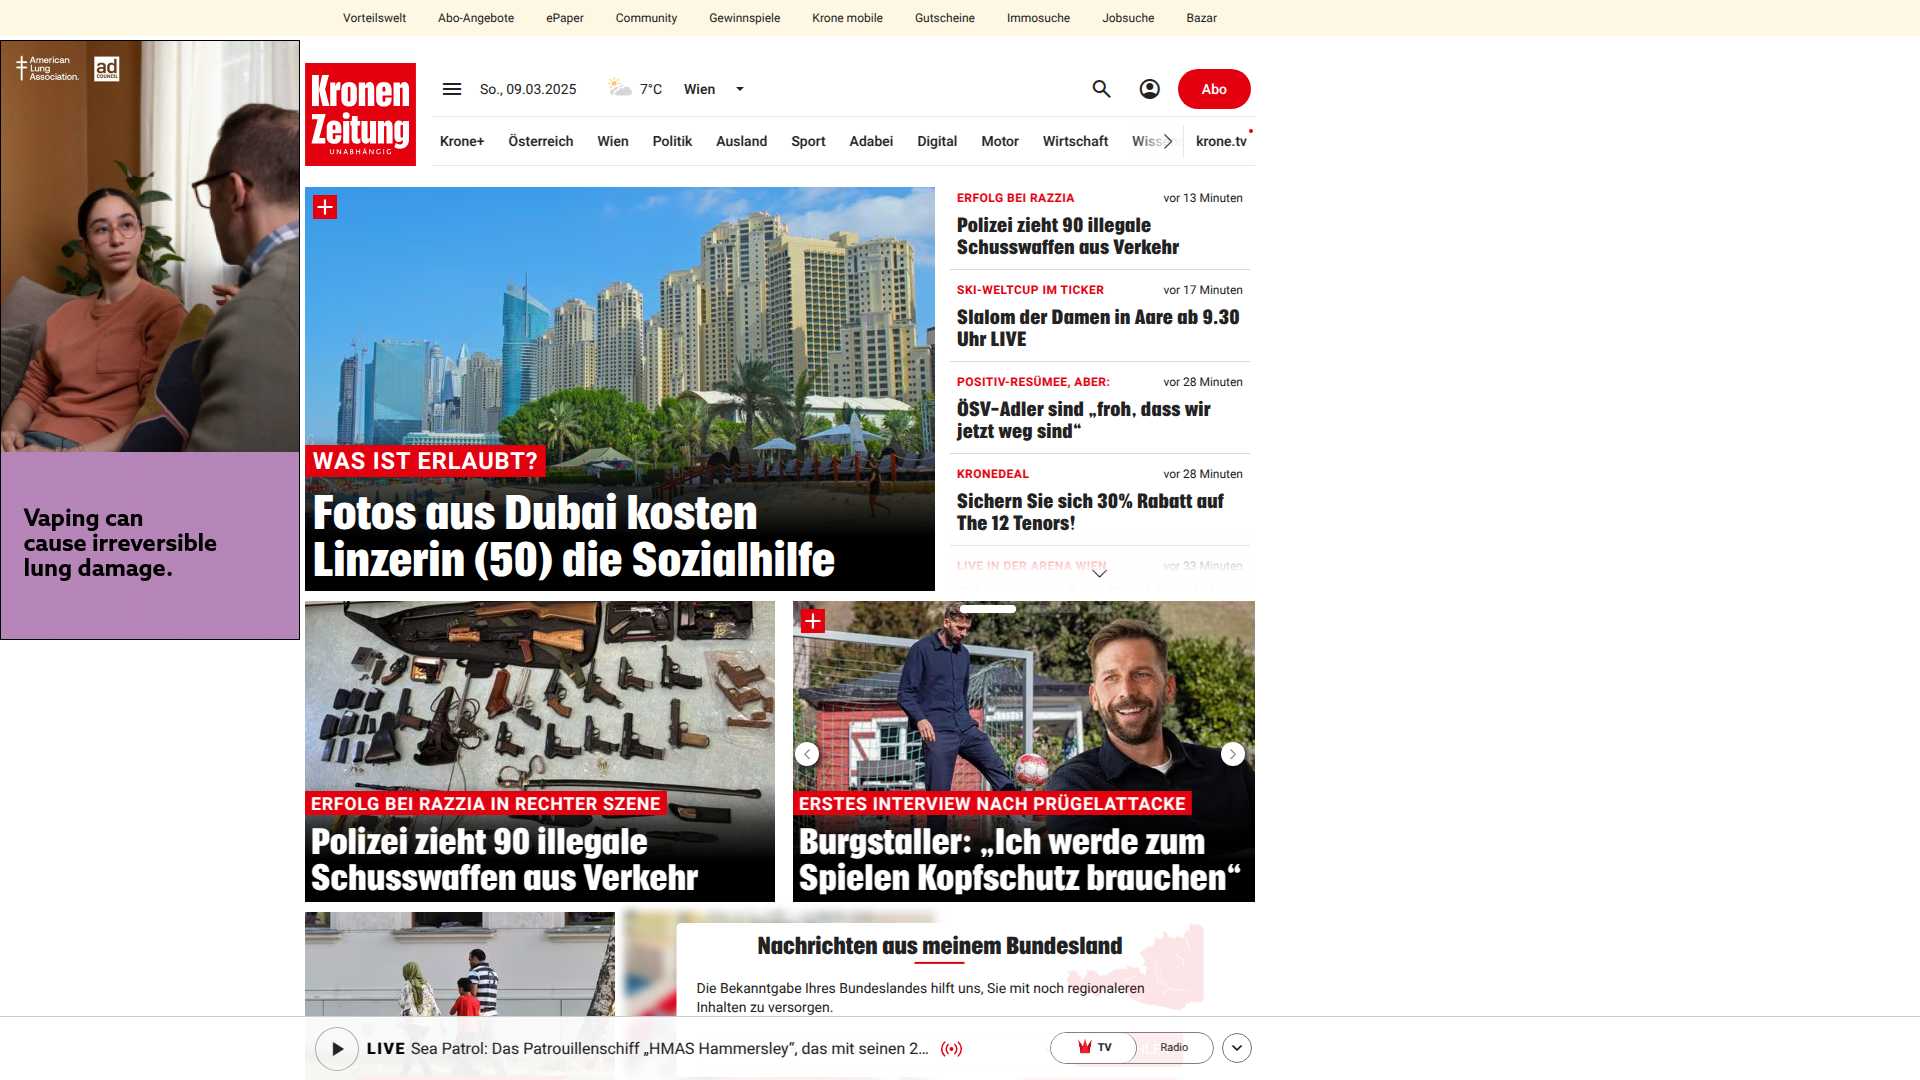 Vorteilswelt Abo-Angebote ePaper Community Gewinnspiele Krone mobile Gutscheine Immosuche Jobsuche Bazar
American
Lung
Association.
ad
COUNCIL
Vaping can
cause irreversible
lung damage.
Kronen
Zeitung
UNABHÄNGIG
So., 09.03.2025 7°C Wien Abo
Krone+ Österreich Wien Politik Ausland Sport Adabei Digital Motor Wirtschaft krone.tv
WAS IST ERLAUBT?
Fotos aus Dubai kosten
Linzerin (50) die Sozialhilfe
ERFOLG BEI RAZZIA vor 13 Minuten
Polizei zieht 90 illegale
Schusswaffen aus Verkehr
SKI-WELTCUP IM TICKER vor 17 Minuten
Slalom der Damen in Aare ab 9.30
Uhr LIVE
POSITIV-RESÜMEE, ABER: vor 28 Minuten
ÖSV-Adler sind „froh, dass wir
jetzt weg sind“
KRONEDEAL vor 28 Minuten
Sichern Sie sich 30% Rabatt auf
The 12 Tenors!
LIVE IN DER ARENA WIEN vor 33 Minuten
ERFOLG BEI RAZZIA IN RECHTER SZENE
Polizei zieht 90 illegale
Schusswaffen aus Verkehr
ERSTES INTERVIEW NACH PRÜGELATTACKE
Burgstaller: „Ich werde zum
Spielen Kopfschutz brauchen“
Nachrichten aus meinem Bundesland
Die Bekanntgabe Ihres Bundeslandes hilft uns, Sie mit noch regionaleren
Inhalten zu versorgen.
LIVE Sea Patrol: Das Patrouillenschiff „HMAS Hammersley“, das mit seinen 2... TV Radio